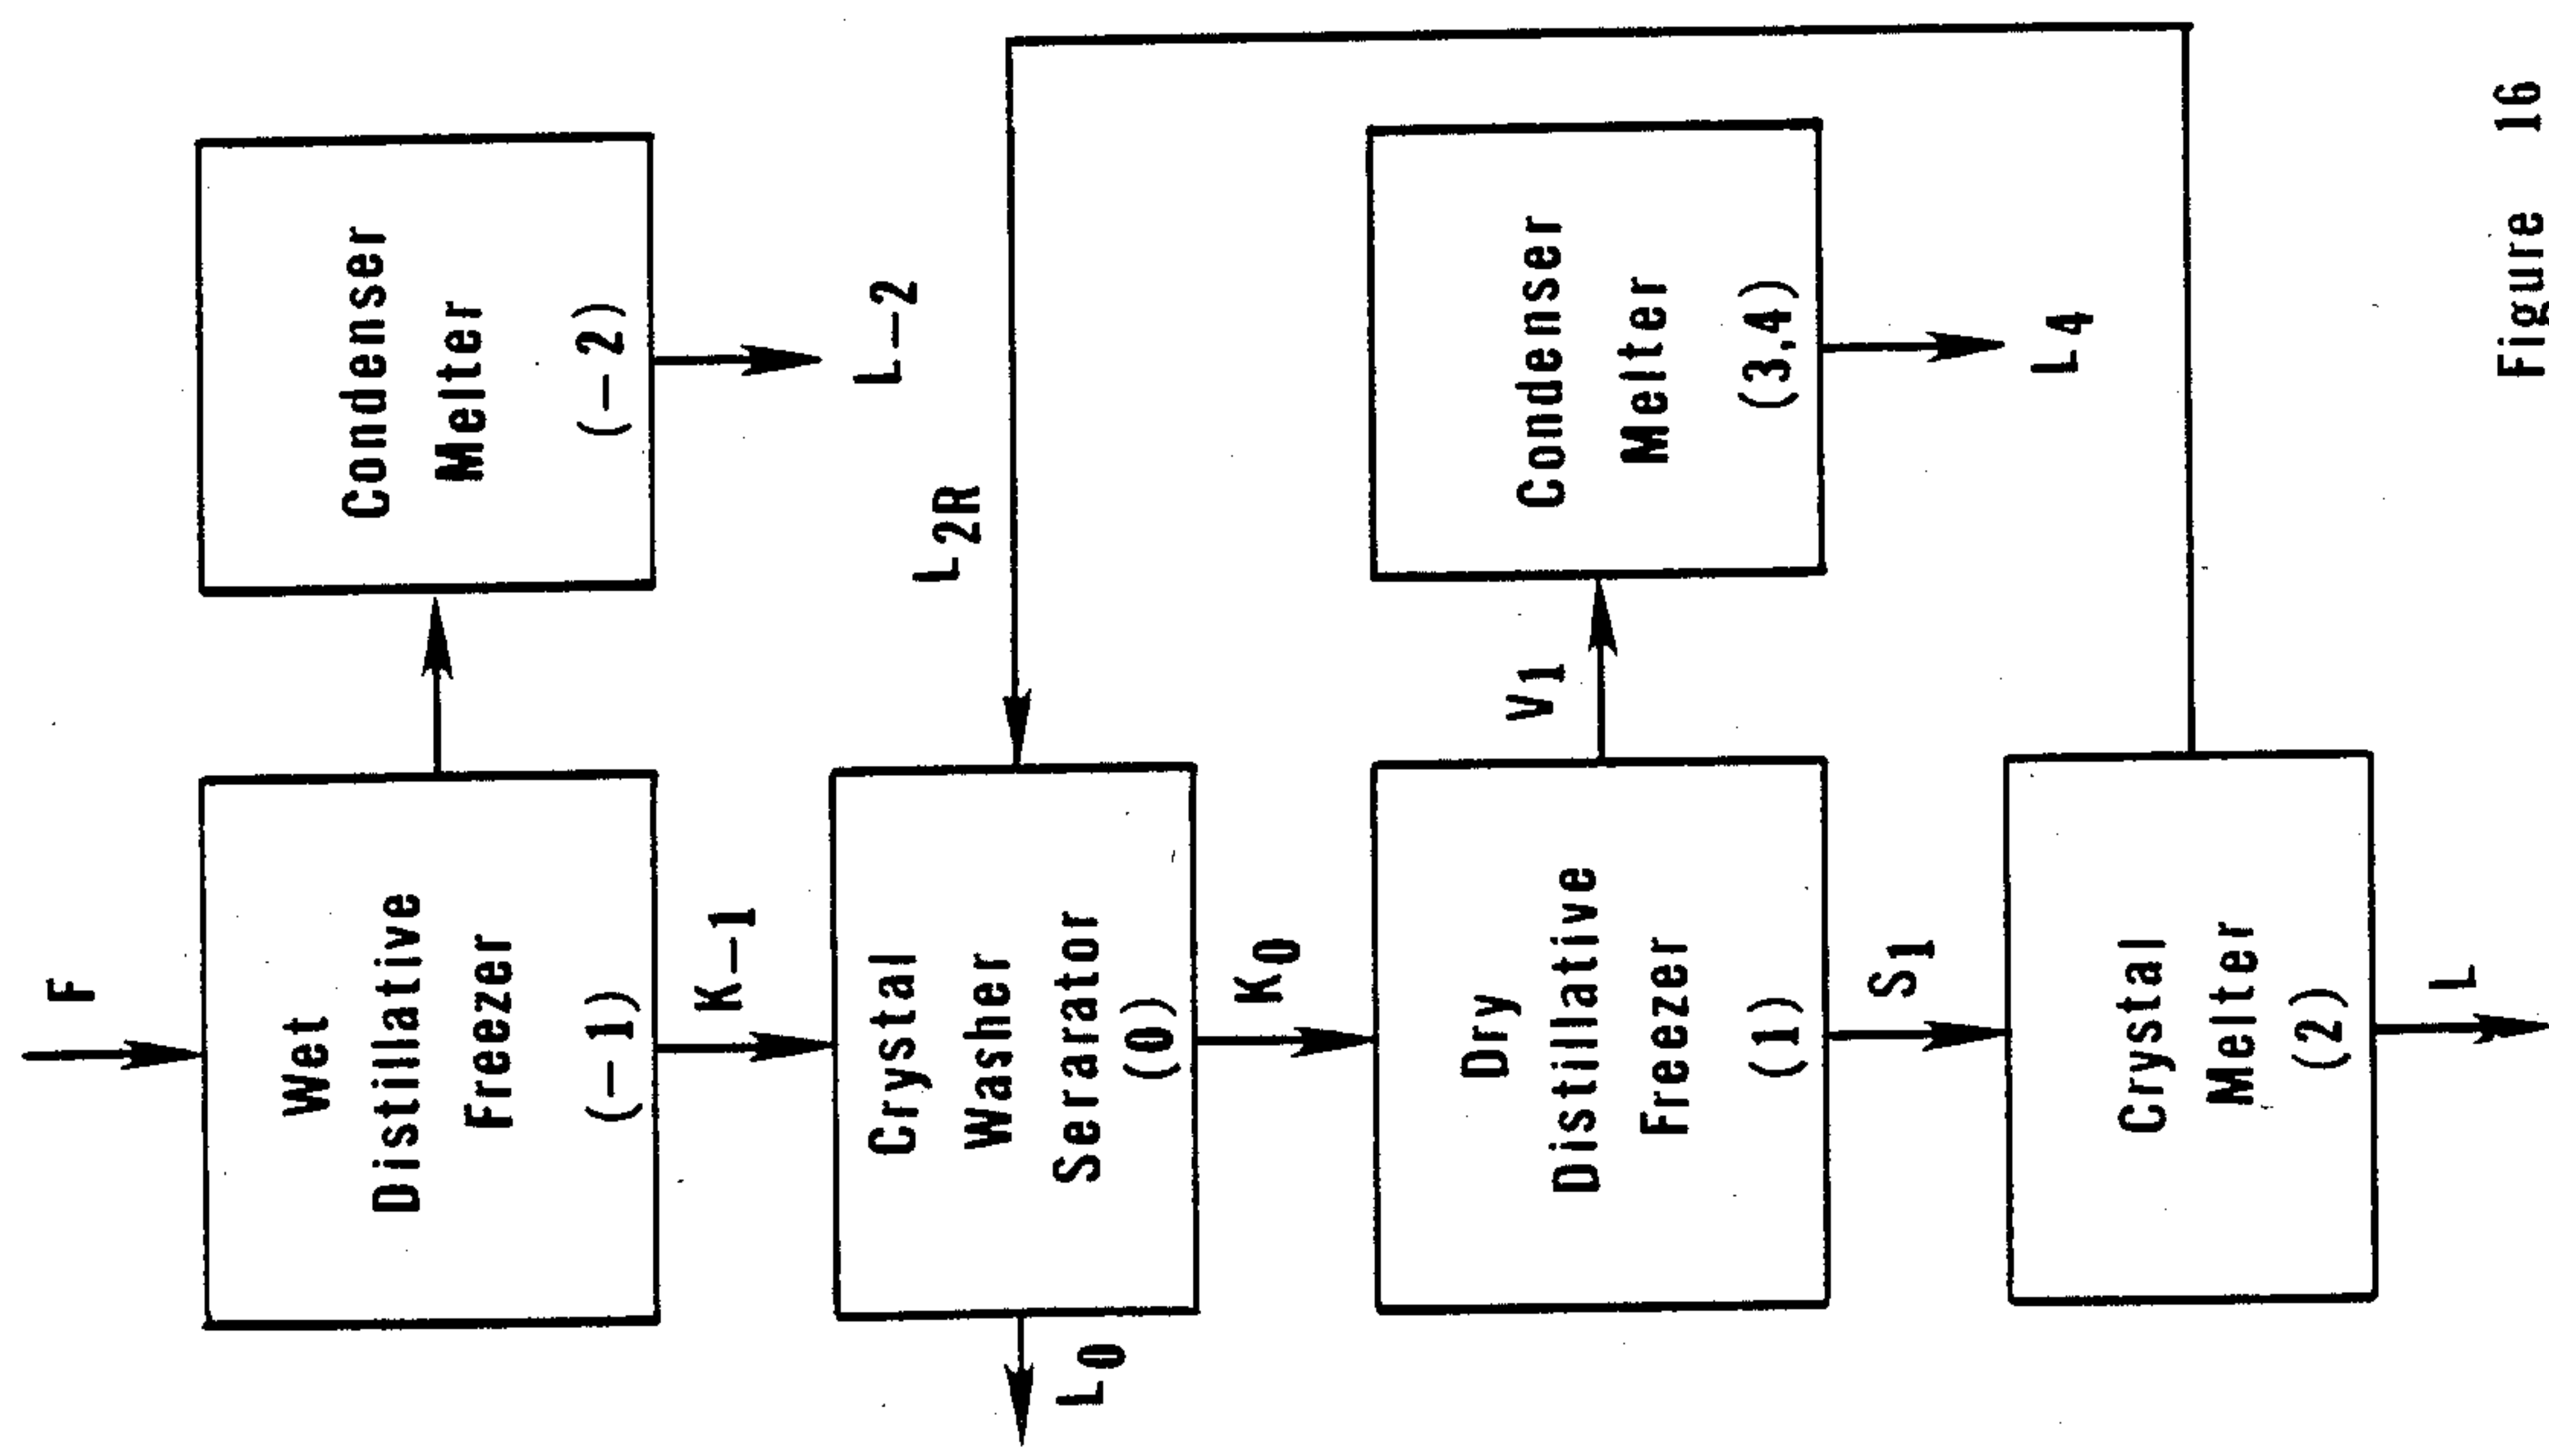 F
Wet
Distillative
Freezer
(-1)
Condenser
Melter
(-2)
L-2
K-1
L2R
Crystal
Washer
Serarator
(0)
L0
K0
Dry
Distillative
Freezer
(1)
V1
Condenser
Melter
(3,4)
L4
S1
Crystal
Melter
(2)
L
Figure 16